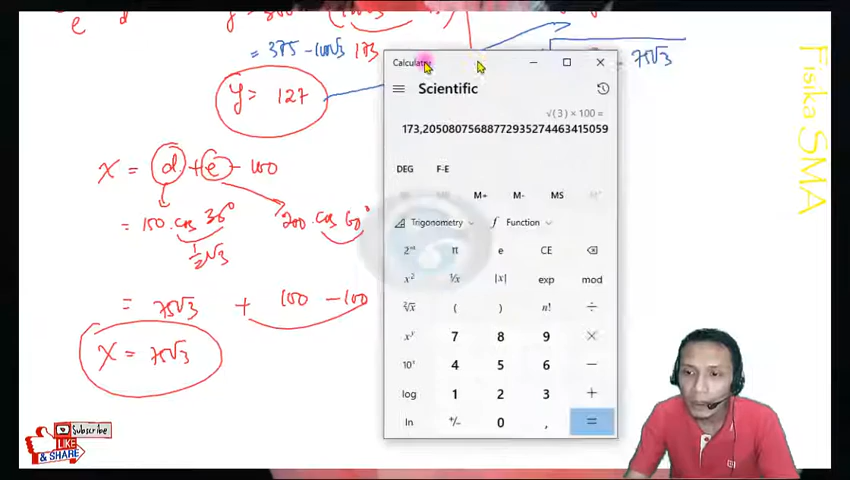 = 375 - 100√3 173
75√3
y = 127
x = d + e - 100
= 150 . cos 30° 200 . cos 60°
½√3
= 75√3 + 100 - 100
x = 75√3
Calculator
Scientific
√(3) × 100 =
173,20508075688772935274463415059
DEG F-E
M+ M- MS
Trigonometry f Function
2ⁿᵈ π e CE
x² ¹/x |x| exp mod
²√x ( ) n! ÷
xʸ 7 8 9 ×
10ˣ 4 5 6 −
log 1 2 3 +
ln +/- 0 , =
Fisika SMA
Subscribe
LIKE
& SHARE